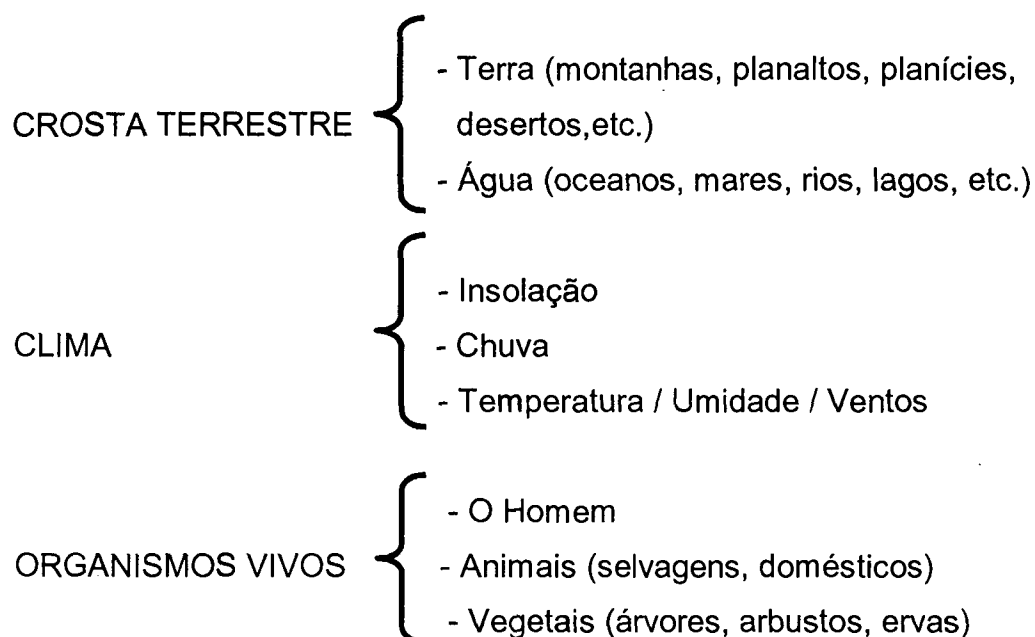 - Terra (montanhas, planaltos, planícies,
CROSTA TERRESTRE
desertos,etc.)
- Água (oceanos, mares, rios, lagos, etc.)
- Insolação
CLIMA
- Chuva
- Temperatura / Umidade / Ventos
- O Homem
ORGANISMOS VIVOS
- Animais (selvagens, domésticos)
- Vegetais (árvores, arbustos, ervas)